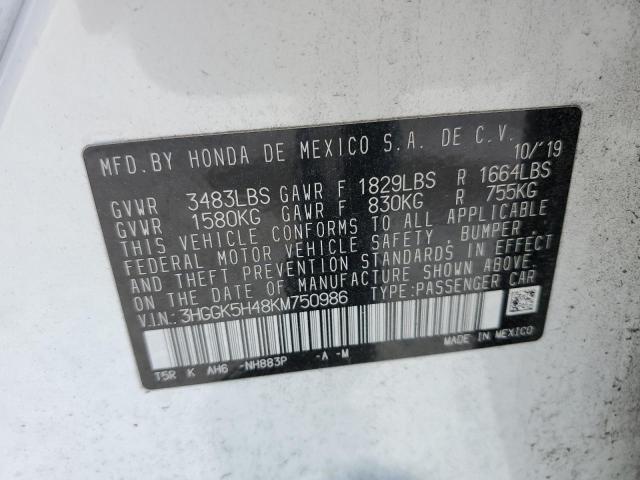 MFD.BY HONDA DE MEXICO S.A. DE C.V. 10/'19
GVWR 3483LBS GAWR F 1829LBS R 1664LBS
GVWR 1580KG GAWR F 830KG R 755KG
THIS VEHICLE CONFORMS TO ALL APPLICABLE
FEDERAL MOTOR VEHICLE SAFETY, BUMPER,
AND THEFT PREVENTION STANDARDS IN EFFECT
ON THE DATE OF MANUFACTURE SHOWN ABOVE.
V.I.N.: 3HGGK5H48KM750986 TYPE:PASSENGER CAR
T5R K AH6 -NH883P -A -M MADE IN MEXICO